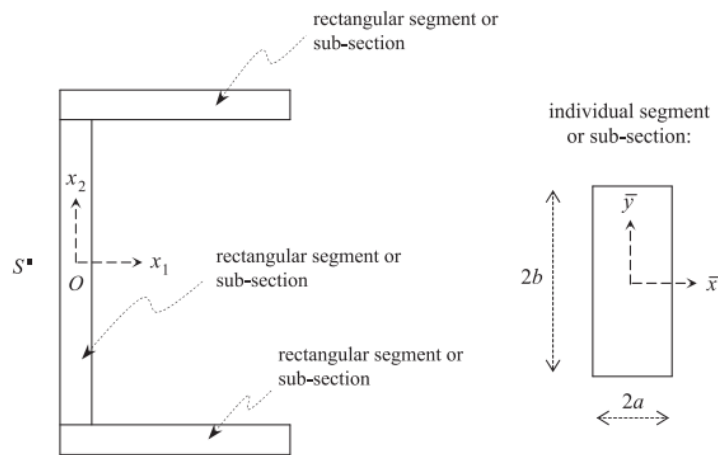 rectangular segment or
sub-section
individual segment
or sub-section:
x₂
y̅
S
O
x₁
rectangular segment or
sub-section
2b
x̅
rectangular segment or
sub-section
2a